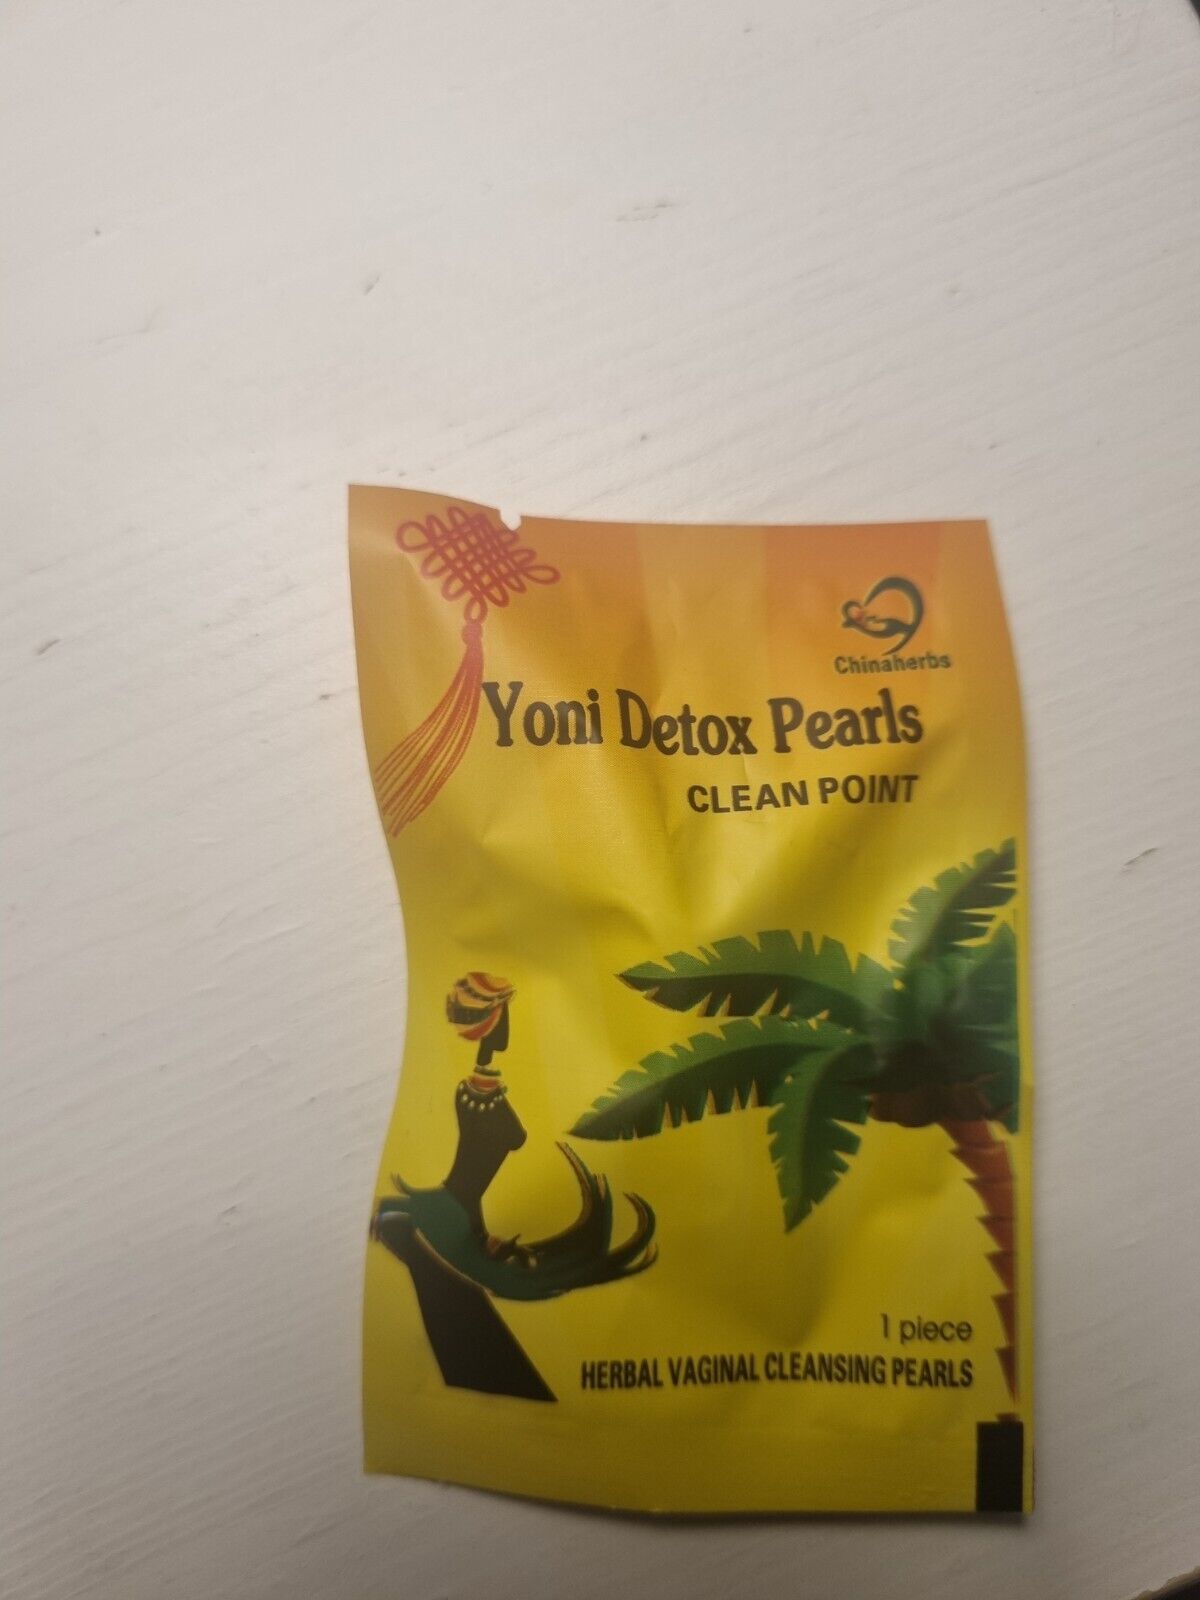 Chinaherbs
Yoni Detox Pearls
CLEAN POINT
1 piece
HERBAL VAGINAL CLEANSING PEARLS